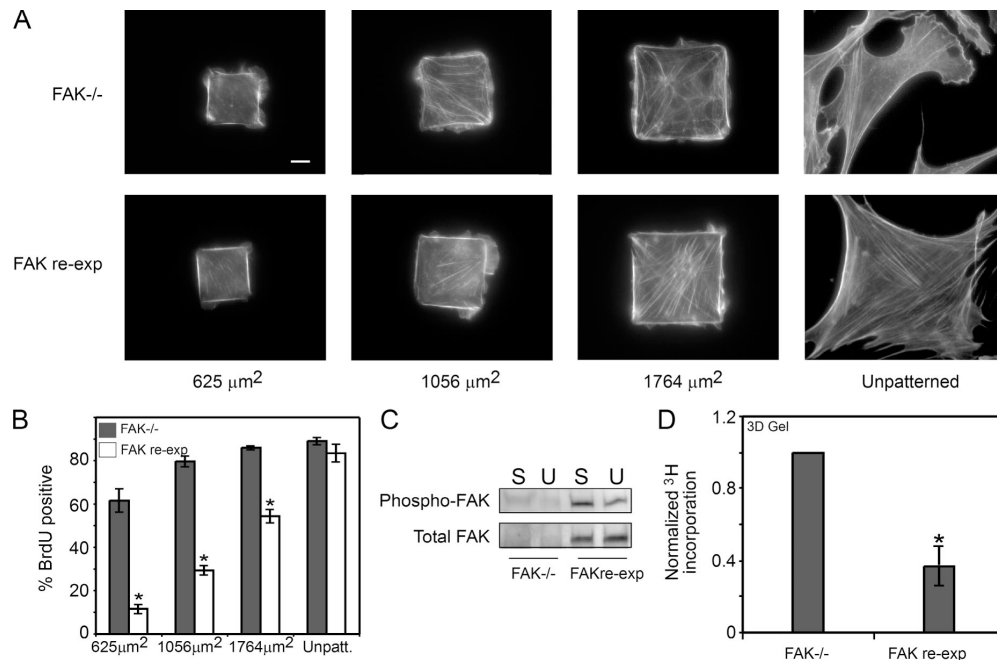 A
FAK-/-
FAK re-exp
625 μm²
1056 μm²
1764 μm²
Unpatterned
B
FAK-/-
FAK re-exp
% BrdU positive
80
60
40
20
0
*
*
*
625μm²
1056μm²
1764μm²
Unpatt.
C
S U S U
Phospho-FAK
Total FAK
FAK-/- FAKre-exp
D
3D Gel
Normalized ³H
incorporation
1.2
0.8
0.4
0
*
FAK-/-
FAK re-exp